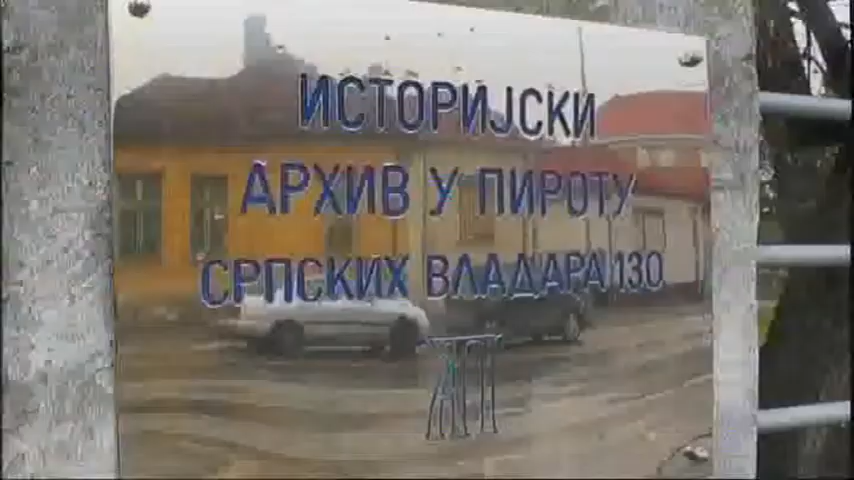 ИСТОРИЈСКИ
АРХИВ У ПИРОТУ
СРПСКИХ ВЛАДАРА 130